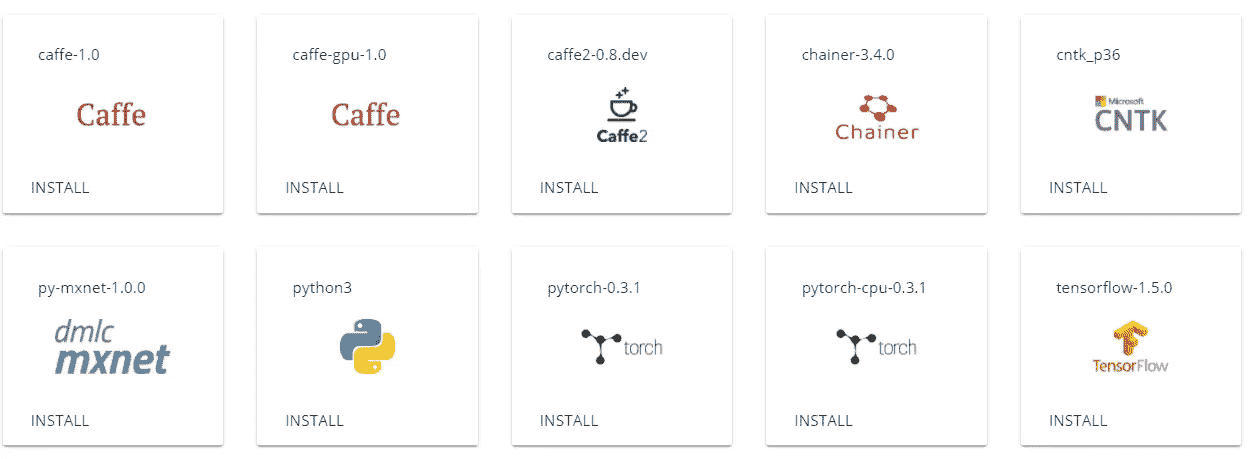 caffe-1.0
Caffe
INSTALL
caffe-gpu-1.0
Caffe
INSTALL
caffe2-0.8.dev
Caffe2
INSTALL
chainer-3.4.0
Chainer
INSTALL
cntk_p36
Microsoft
CNTK
INSTALL
py-mxnet-1.0.0
dmlc
mxnet
INSTALL
python3
INSTALL
pytorch-0.3.1
torch
INSTALL
pytorch-cpu-0.3.1
torch
INSTALL
tensorflow-1.5.0
TensorFlow
INSTALL